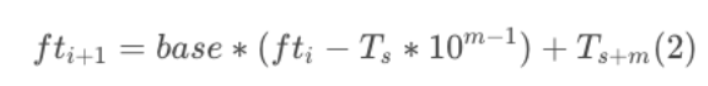 ft_{i+1} = base * (ft_i − T_s * 10^{m−1}) + T_{s+m}(2)